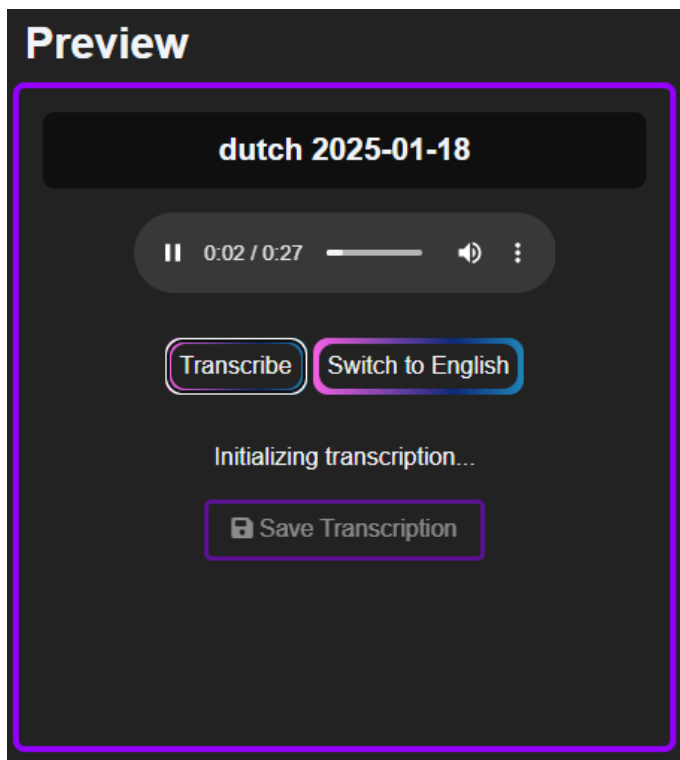 Preview
dutch 2025-01-18
0:02 / 0:27
Transcribe Switch to English
Initializing transcription...
Save Transcription